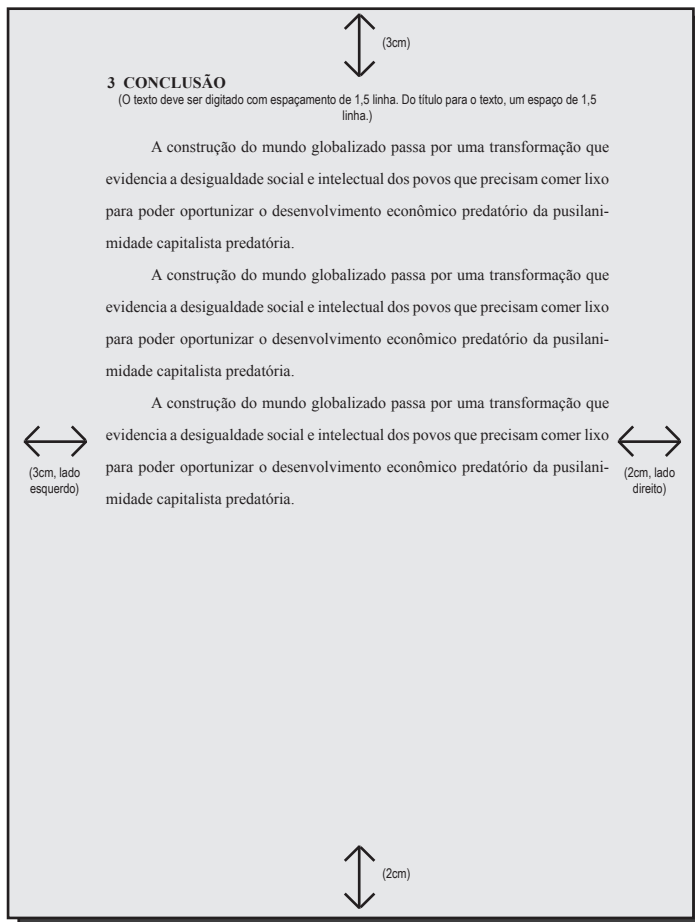 (3cm)
3 CONCLUSÃO
(O texto deve ser digitado com espaçamento de 1,5 linha. Do título para o texto, um espaço de 1,5
linha.)
A construção do mundo globalizado passa por uma transformação que
evidencia a desigualdade social e intelectual dos povos que precisam comer lixo
para poder oportunizar o desenvolvimento econômico predatório da pusilani-
midade capitalista predatória.
A construção do mundo globalizado passa por uma transformação que
evidencia a desigualdade social e intelectual dos povos que precisam comer lixo
para poder oportunizar o desenvolvimento econômico predatório da pusilani-
midade capitalista predatória.
A construção do mundo globalizado passa por uma transformação que
evidencia a desigualdade social e intelectual dos povos que precisam comer lixo
para poder oportunizar o desenvolvimento econômico predatório da pusilani-
midade capitalista predatória.
(3cm, lado
esquerdo)
(2cm, lado
direito)
(2cm)